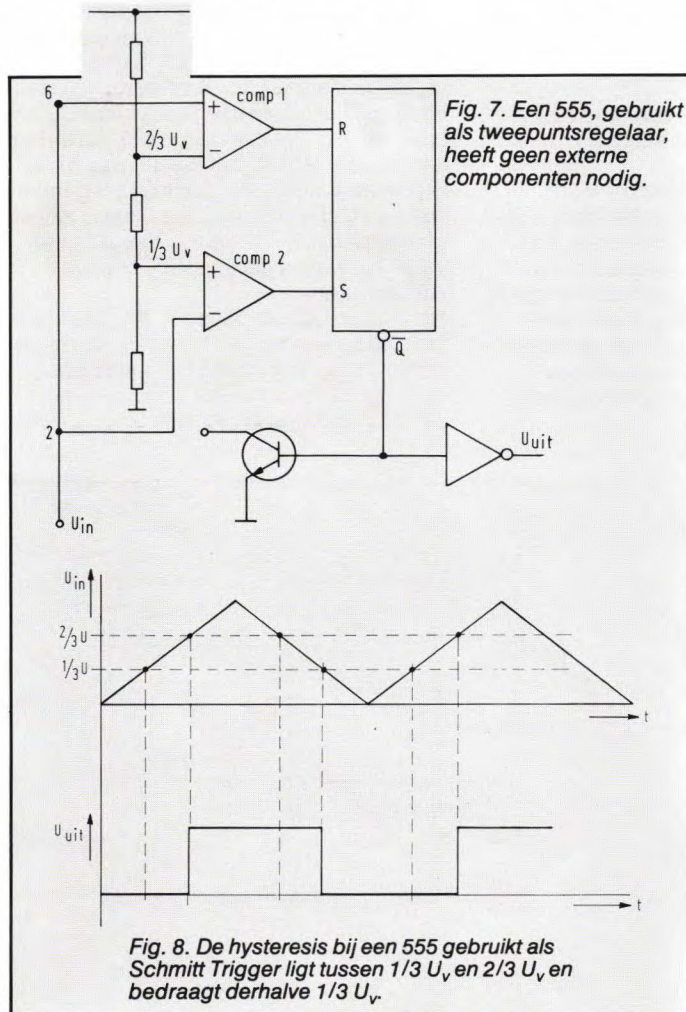 6
comp 1
+
−
2/3 Uv
R
Fig. 7. Een 555, gebruikt
als tweepuntsregelaar,
heeft geen externe
componenten nodig.
1/3 Uv
comp 2
+
−
S
Q̅
2
Uuit
Uin
Uin
2/3 U
1/3 U
t
Uuit
t
Fig. 8. De hysteresis bij een 555 gebruikt als
Schmitt Trigger ligt tussen 1/3 Uv en 2/3 Uv en
bedraagt derhalve 1/3 Uv.